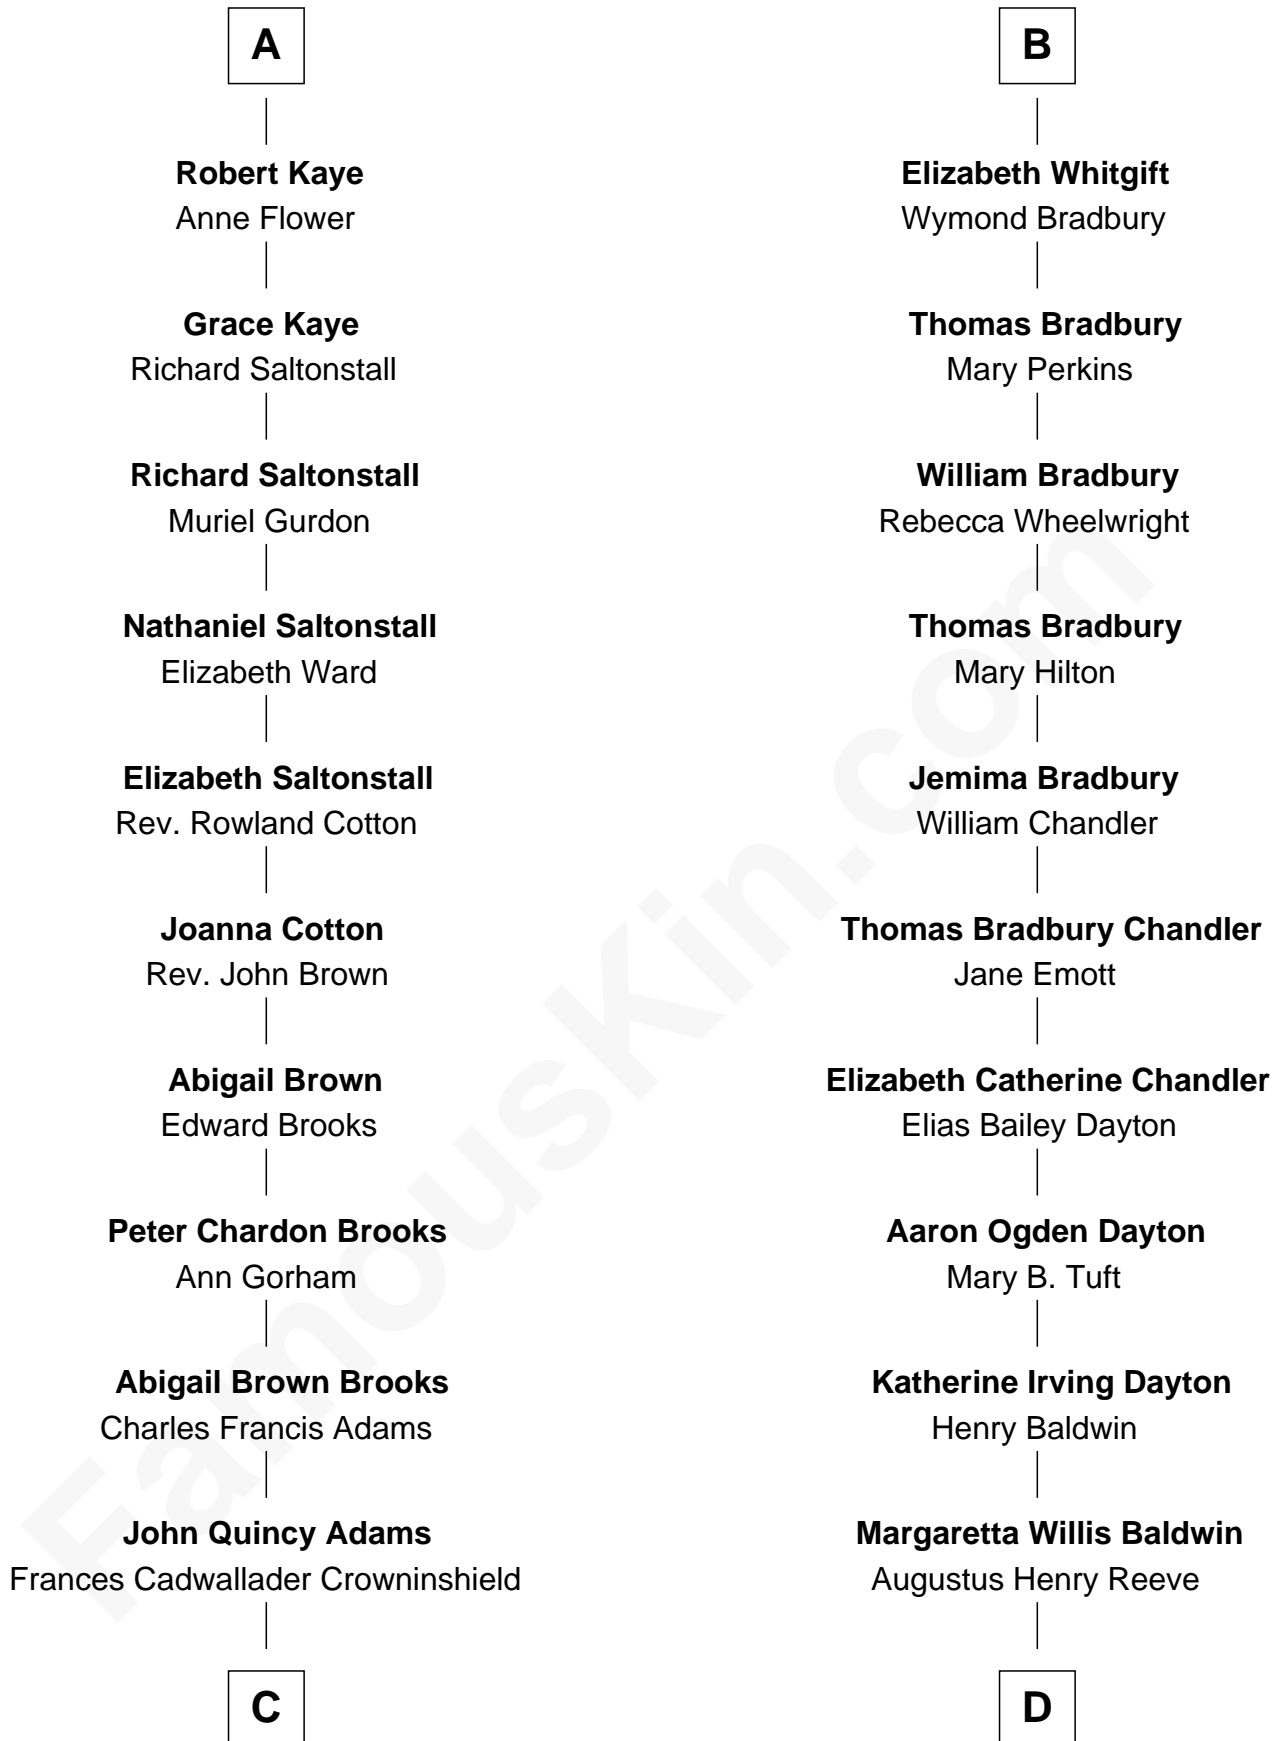 A
Robert Kaye
Anne Flower
Grace Kaye
Richard Saltonstall
Richard Saltonstall
Muriel Gurdon
Nathaniel Saltonstall
Elizabeth Ward
Elizabeth Saltonstall
Rev. Rowland Cotton
Joanna Cotton
Rev. John Brown
Abigail Brown
Edward Brooks
Peter Chardon Brooks
Ann Gorham
Abigail Brown Brooks
Charles Francis Adams
John Quincy Adams
Frances Cadwallader Crowninshield
C
B
Elizabeth Whitgift
Wymond Bradbury
Thomas Bradbury
Mary Perkins
William Bradbury
Rebecca Wheelwright
Thomas Bradbury
Mary Hilton
Jemima Bradbury
William Chandler
Thomas Bradbury Chandler
Jane Emott
Elizabeth Catherine Chandler
Elias Bailey Dayton
Aaron Ogden Dayton
Mary B. Tuft
Katherine Irving Dayton
Henry Baldwin
Margaretta Willis Baldwin
Augustus Henry Reeve
D
FamousKin.com